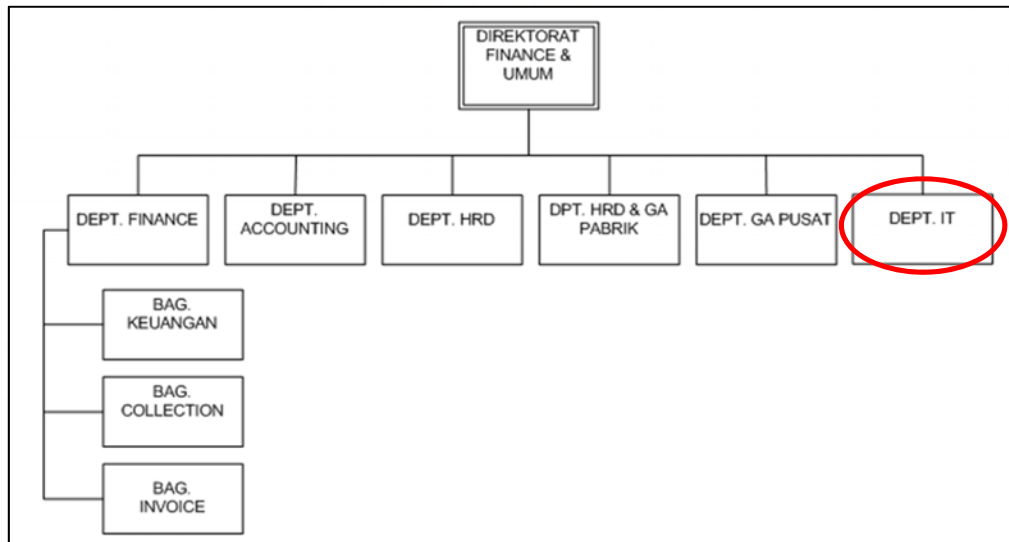 DIREKTORAT
FINANCE &
UMUM
DEPT. FINANCE
DEPT.
ACCOUNTING
DEPT. HRD
DPT. HRD & GA
PABRIK
DEPT. GA PUSAT
DEPT. IT
BAG.
KEUANGAN
BAG.
COLLECTION
BAG.
INVOICE